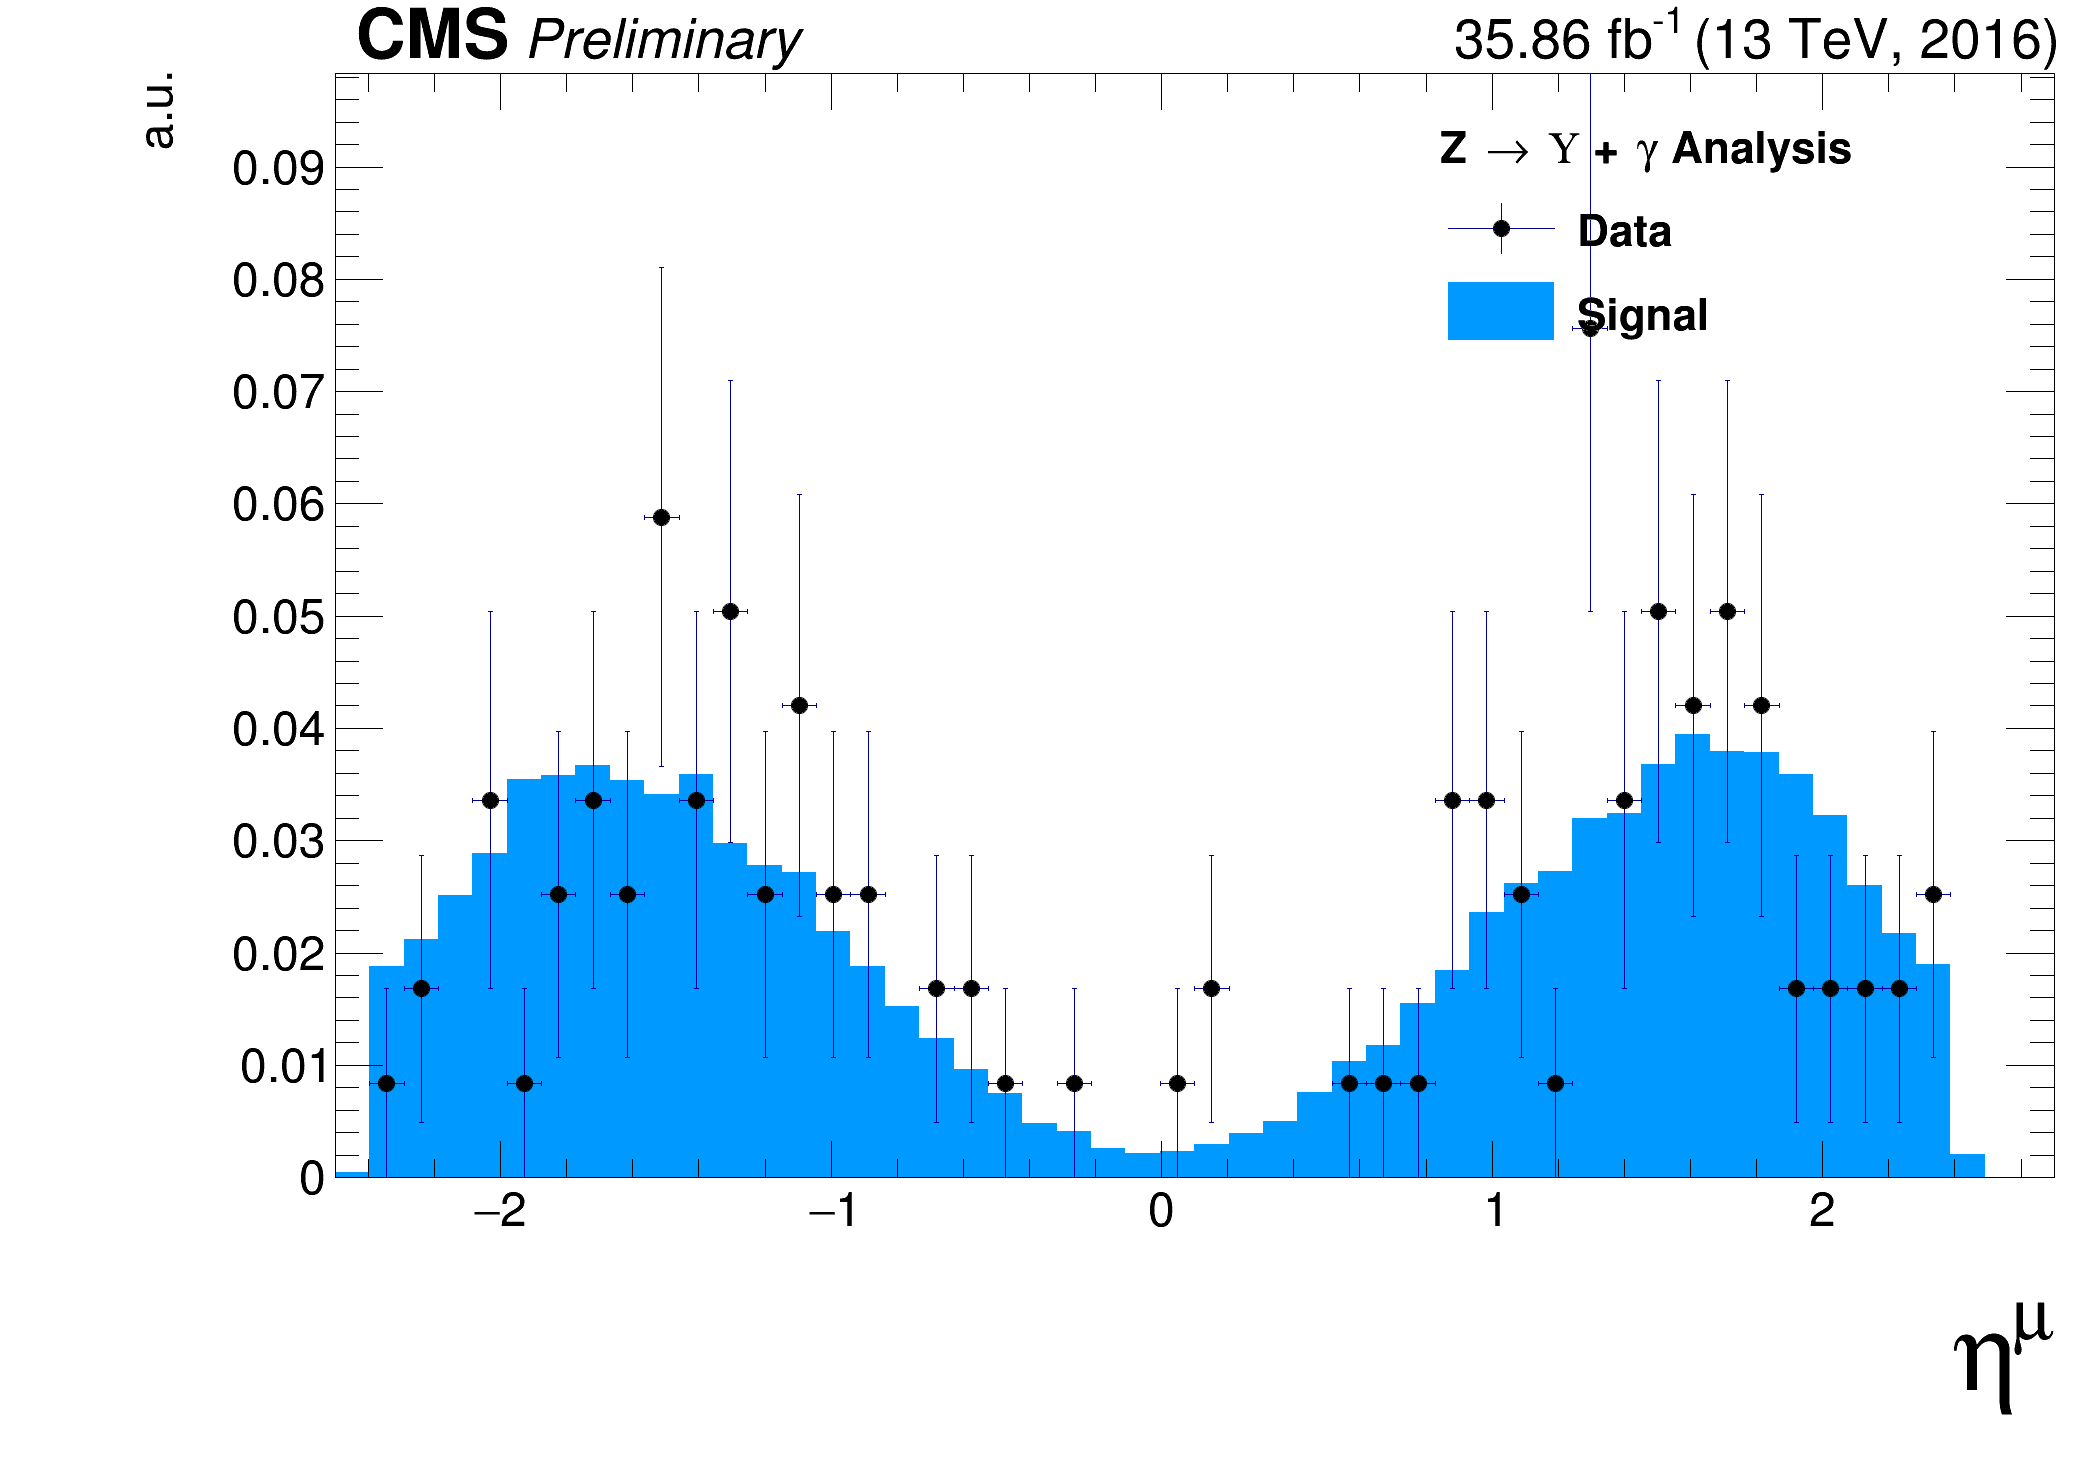 CMS Preliminary
35.86 fb⁻¹ (13 TeV, 2016)
a.u.
Z → Υ + γ Analysis
Data
Signal
0.09
0.08
0.07
0.06
0.05
0.04
0.03
0.02
0.01
0
−2 −1 0 1 2
η^μ